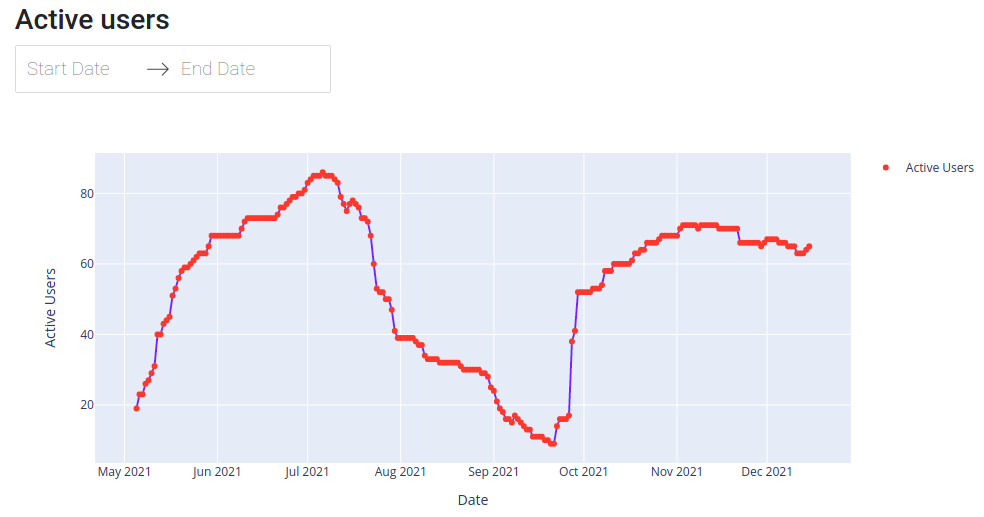 Active users
Start Date → End Date
Active Users
80
60
40
20
Active Users
May 2021 Jun 2021 Jul 2021 Aug 2021 Sep 2021 Oct 2021 Nov 2021 Dec 2021
Date